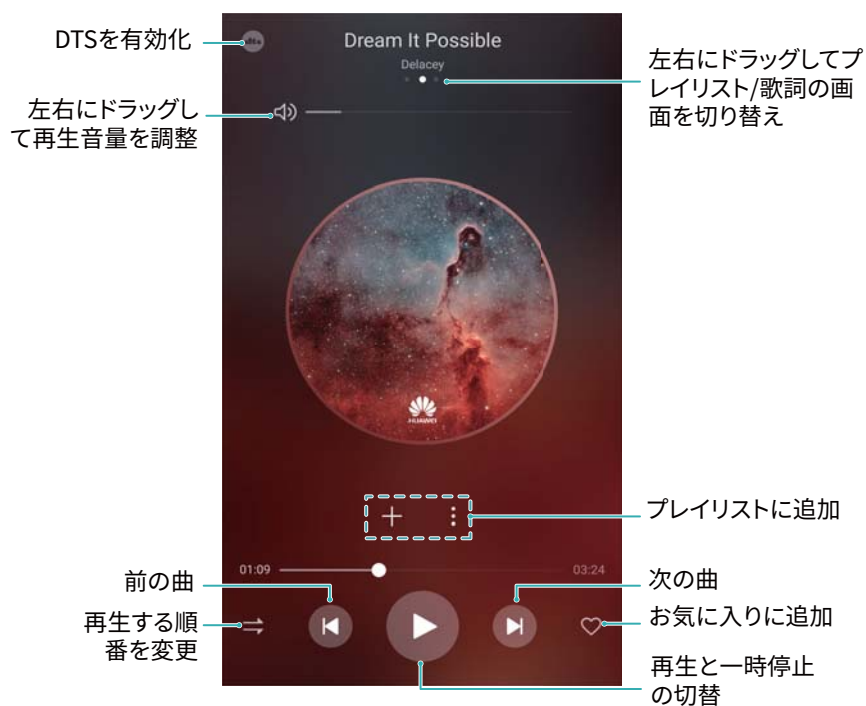 DTSを有効化
Dream It Possible
Delacey
左右にドラッグしてプ
レイリスト/歌詞の画
面を切り替え
左右にドラッグし
て再生音量を調整
HUAWEI
プレイリストに追加
01:09
03:24
前の曲
次の曲
再生する順
番を変更
お気に入りに追加
再生と一時停止
の切替